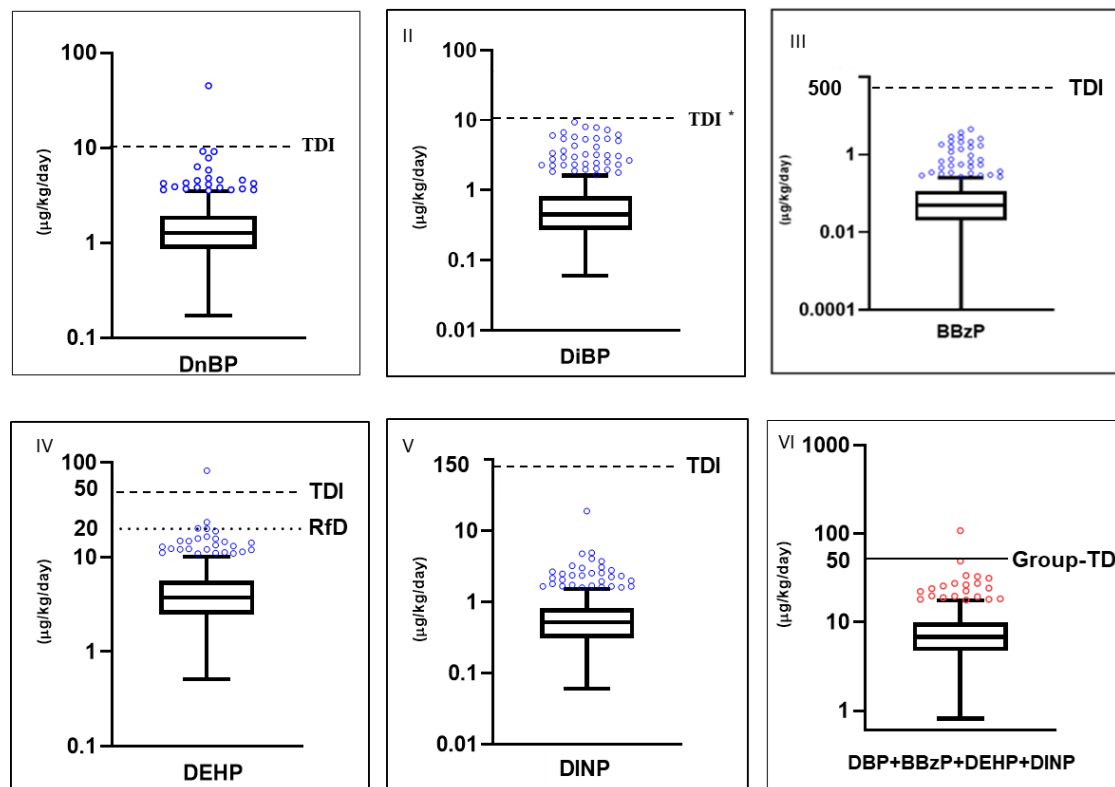 100
10
1
0.1
(µg/kg/day)
TDI
DnBP
II
100
10
1
0.1
0.01
(µg/kg/day)
TDI *
DiBP
III
500
1
0.01
0.0001
(µg/kg/day)
TDI
BBzP
IV
100
50
20
10
1
0.1
(µg/kg/day)
TDI
RfD
DEHP
V
150
10
1
0.1
0.01
(µg/kg/day)
TDI
DINP
VI
1000
100
50
10
1
(µg/kg/day)
Group-TD
DBP+BBzP+DEHP+DINP